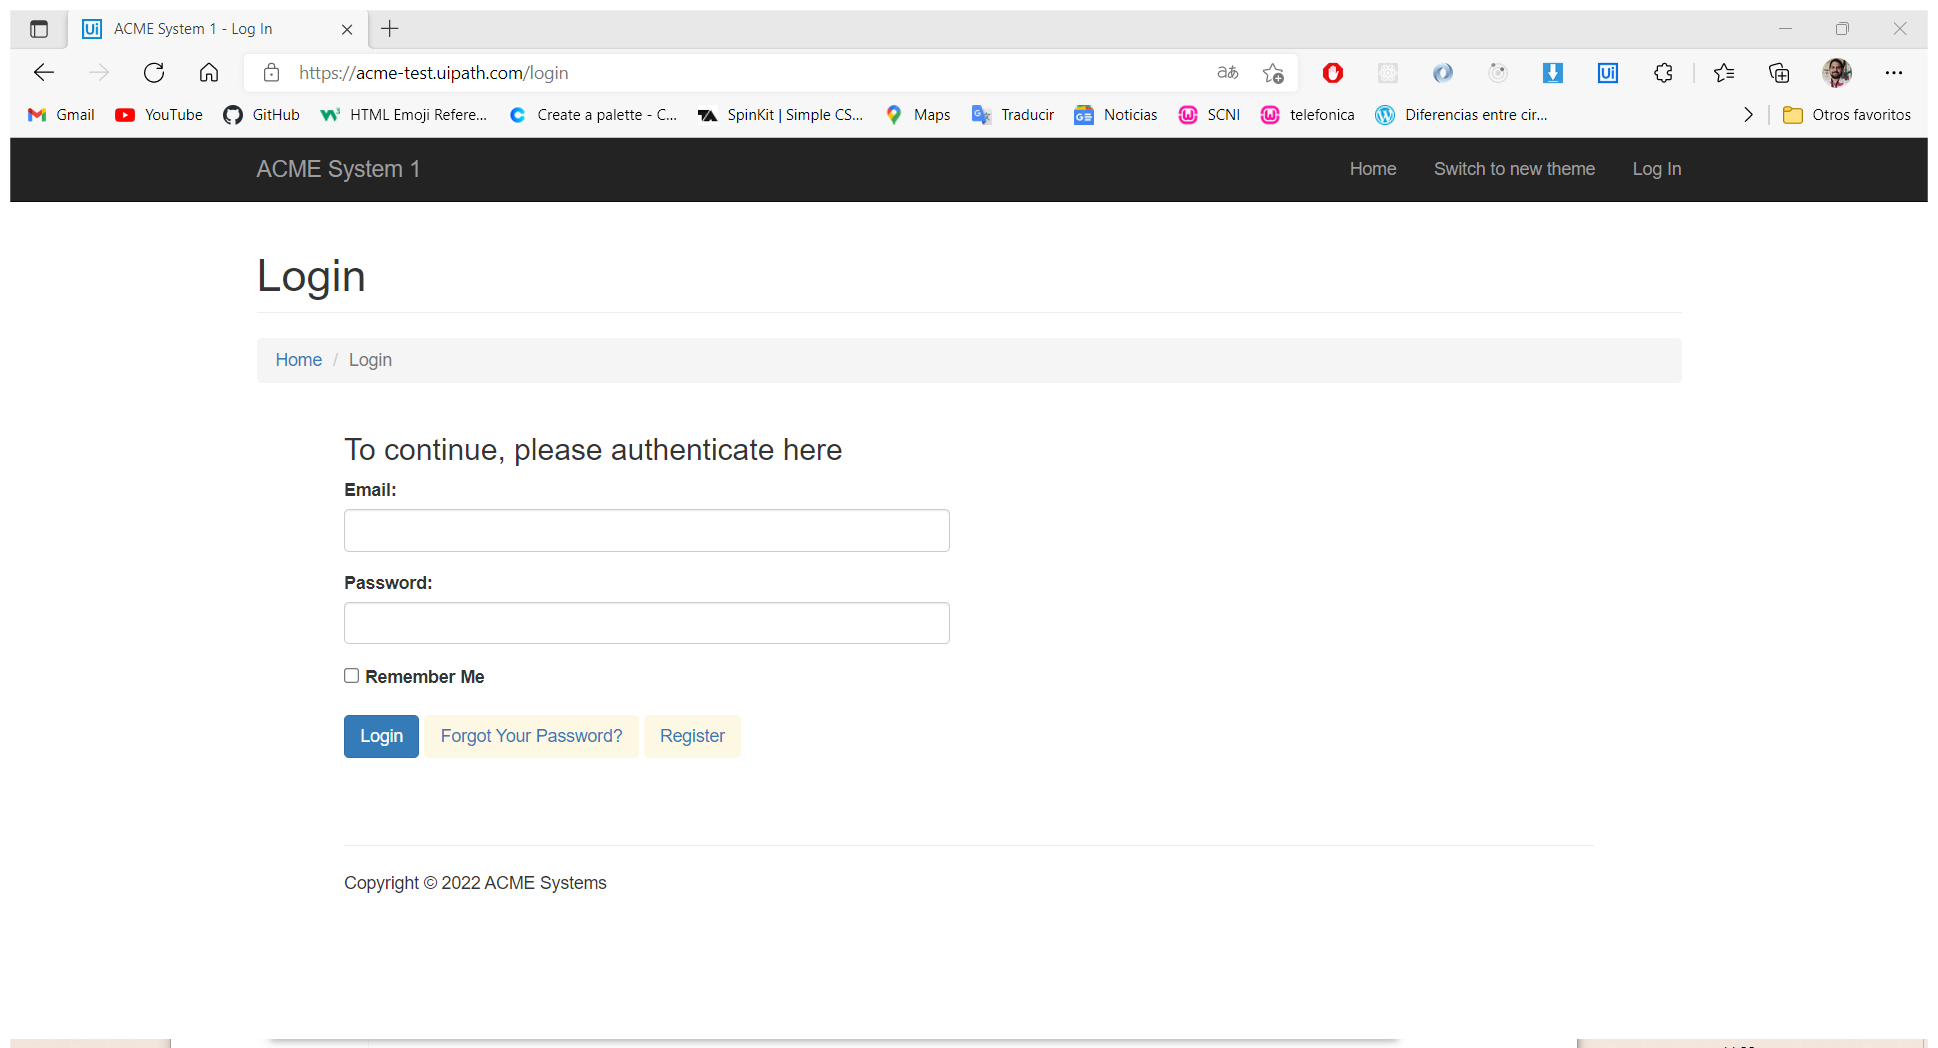 ACME System 1 - Log In
https://acme-test.uipath.com/login
Gmail YouTube GitHub HTML Emoji Refere... Create a palette - C... SpinKit | Simple CS... Maps Traducir Noticias SCNI telefonica Diferencias entre cir... Otros favoritos
ACME System 1 Home Switch to new theme Log In
Login
Home / Login
To continue, please authenticate here
Email:
Password:
Remember Me
Login Forgot Your Password? Register
Copyright © 2022 ACME Systems